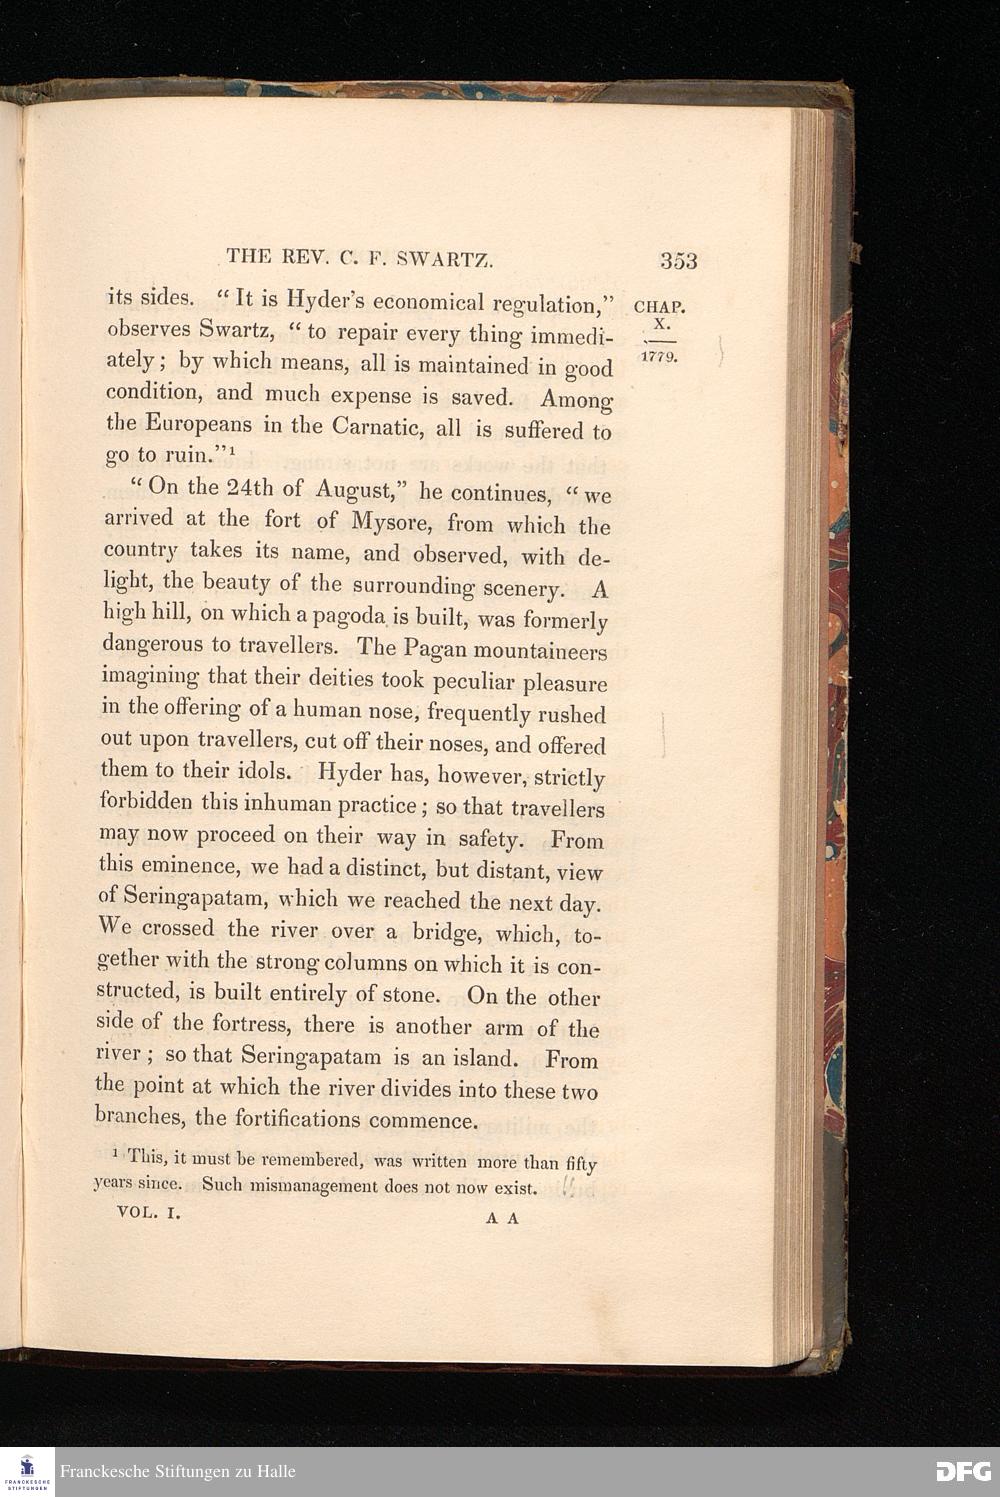 THE REV. C. F. SWARTZ. 353
CHAP.
X.
1779.
its sides. “ It is Hyder's economical regulation,”
observes Swartz, “ to repair every thing immedi-
ately ; by which means, all is maintained in good
condition, and much expense is saved. Among
the Europeans in the Carnatic, all is suffered to
go to ruin.”¹
“ On the 24th of August,” he continues, “ we
arrived at the fort of Mysore, from which the
country takes its name, and observed, with de-
light, the beauty of the surrounding scenery. A
high hill, on which a pagoda is built, was formerly
dangerous to travellers. The Pagan mountaineers
imagining that their deities took peculiar pleasure
in the offering of a human nose, frequently rushed
out upon travellers, cut off their noses, and offered
them to their idols. Hyder has, however, strictly
forbidden this inhuman practice ; so that travellers
may now proceed on their way in safety. From
this eminence, we had a distinct, but distant, view
of Seringapatam, which we reached the next day.
We crossed the river over a bridge, which, to-
gether with the strong columns on which it is con-
structed, is built entirely of stone. On the other
side of the fortress, there is another arm of the
river ; so that Seringapatam is an island. From
the point at which the river divides into these two
branches, the fortifications commence.
¹ This, it must be remembered, was written more than fifty
years since. Such mismanagement does not now exist. !!
VOL. I. A A
FRANCKESCHE
STIFTUNGEN
Franckesche Stiftungen zu Halle
DFG